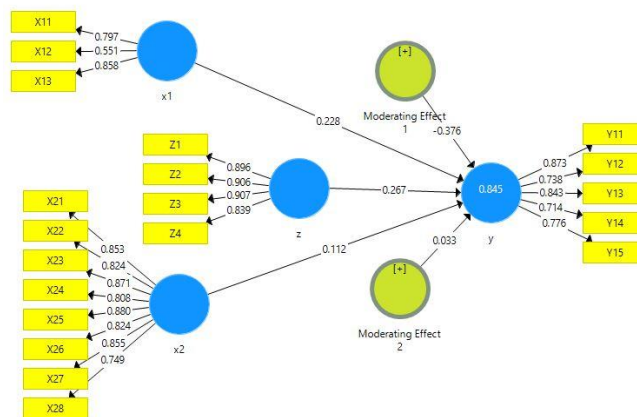 X11
X12
X13
0.797
0.551
0.858
x1
[+]
Moderating Effect
1
0.228
-0.376
Z1
Z2
Z3
Z4
0.896
0.906
0.907
0.839
z
0.267
0.845
y
0.873
0.738
0.843
0.714
0.776
Y11
Y12
Y13
Y14
Y15
X21
X22
X23
X24
X25
X26
X27
X28
0.853
0.824
0.871
0.808
0.880
0.824
0.855
0.749
x2
0.112
0.033
[+]
Moderating Effect
2